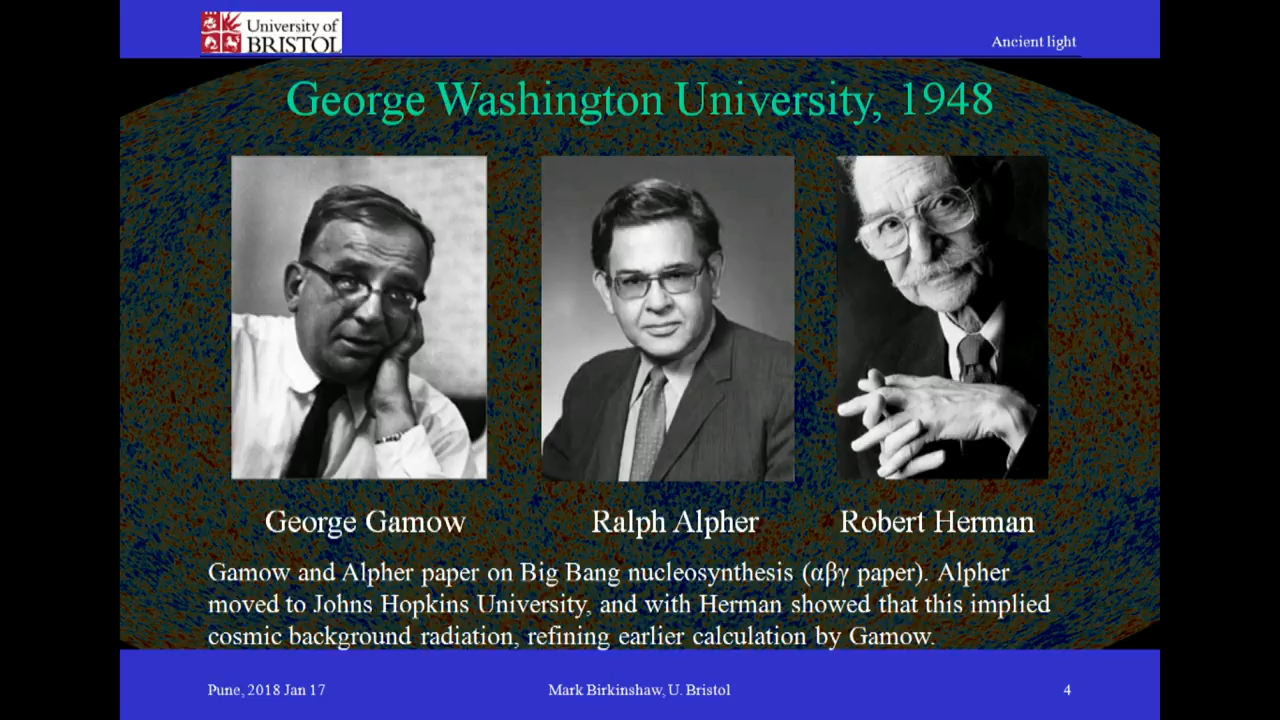 University of
BRISTOL
Ancient light
George Washington University, 1948
George Gamow
Ralph Alpher
Robert Herman
Gamow and Alpher paper on Big Bang nucleosynthesis (αβγ paper). Alpher
moved to Johns Hopkins University, and with Herman showed that this implied
cosmic background radiation, refining earlier calculation by Gamow.
Pune, 2018 Jan 17
Mark Birkinshaw, U. Bristol
4